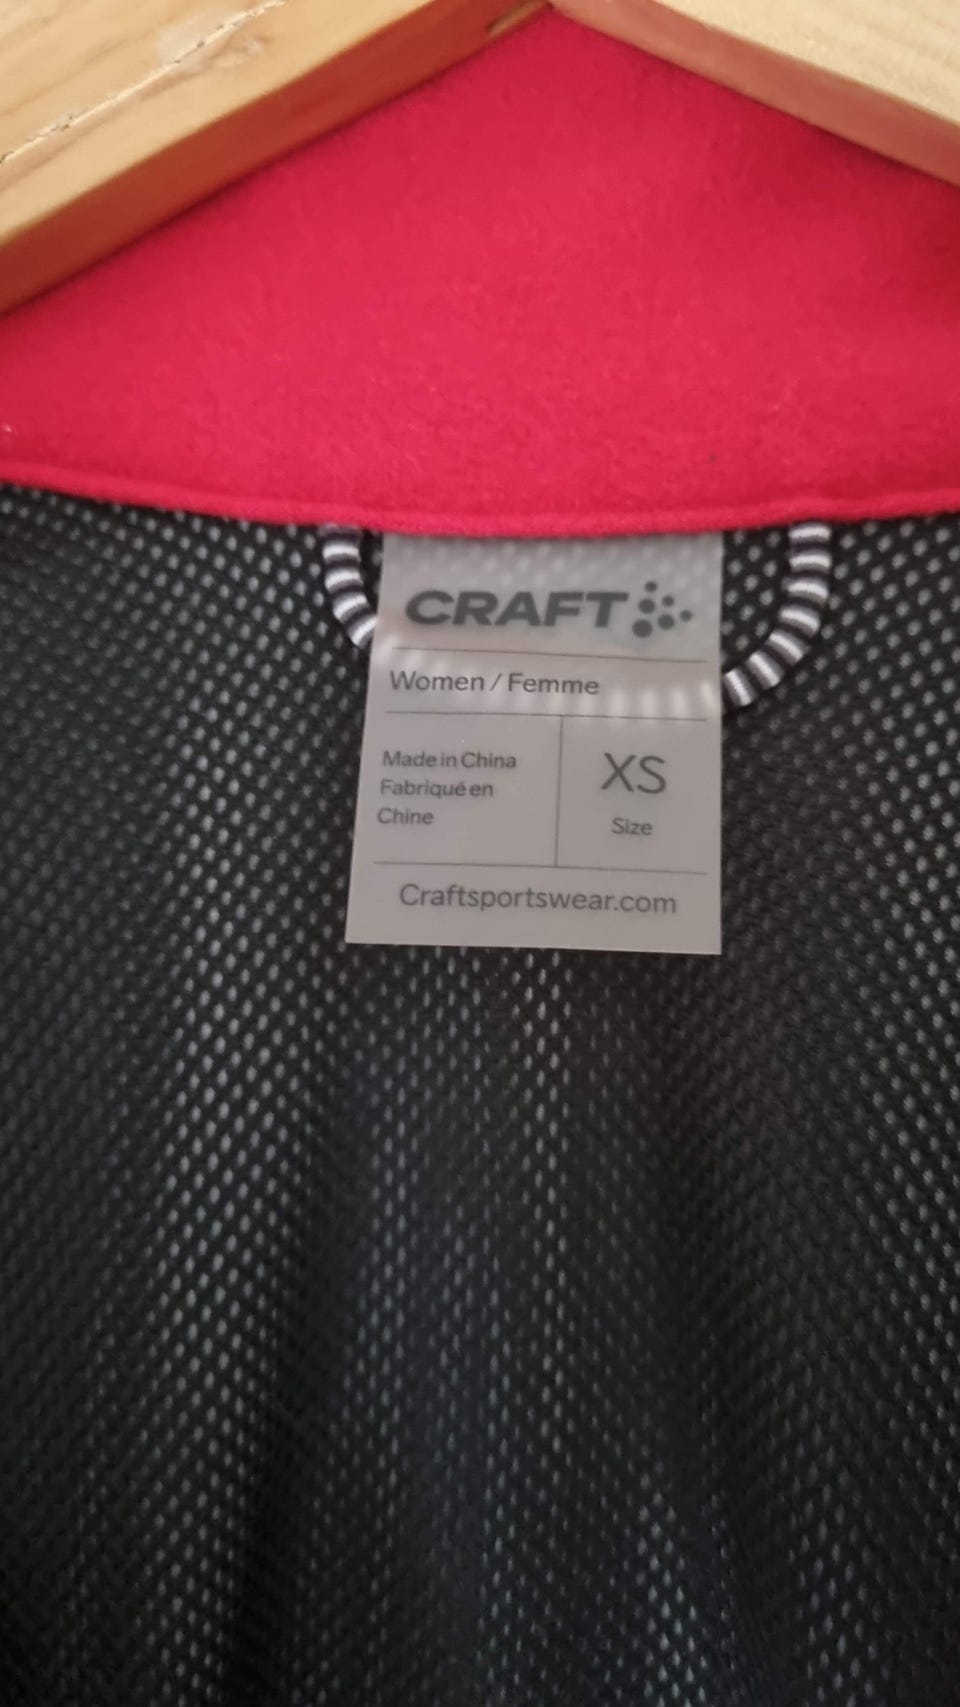 CRAFT
Women / Femme
Made in China
Fabriqué en
Chine
XS
Size
Craftsportswear.com